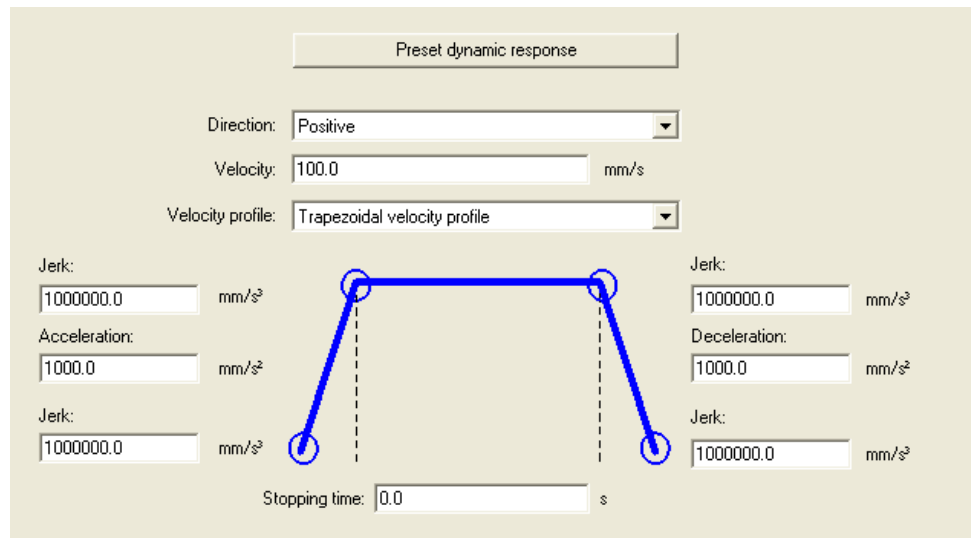 Preset dynamic response
Direction: Positive
Velocity: 100.0 mm/s
Velocity profile: Trapezoidal velocity profile
Jerk: Jerk:
1000000.0 mm/s³ 1000000.0 mm/s³
Acceleration: Deceleration:
1000.0 mm/s² 1000.0 mm/s²
Jerk: Jerk:
1000000.0 mm/s³ 1000000.0 mm/s³
Stopping time: 0.0 s